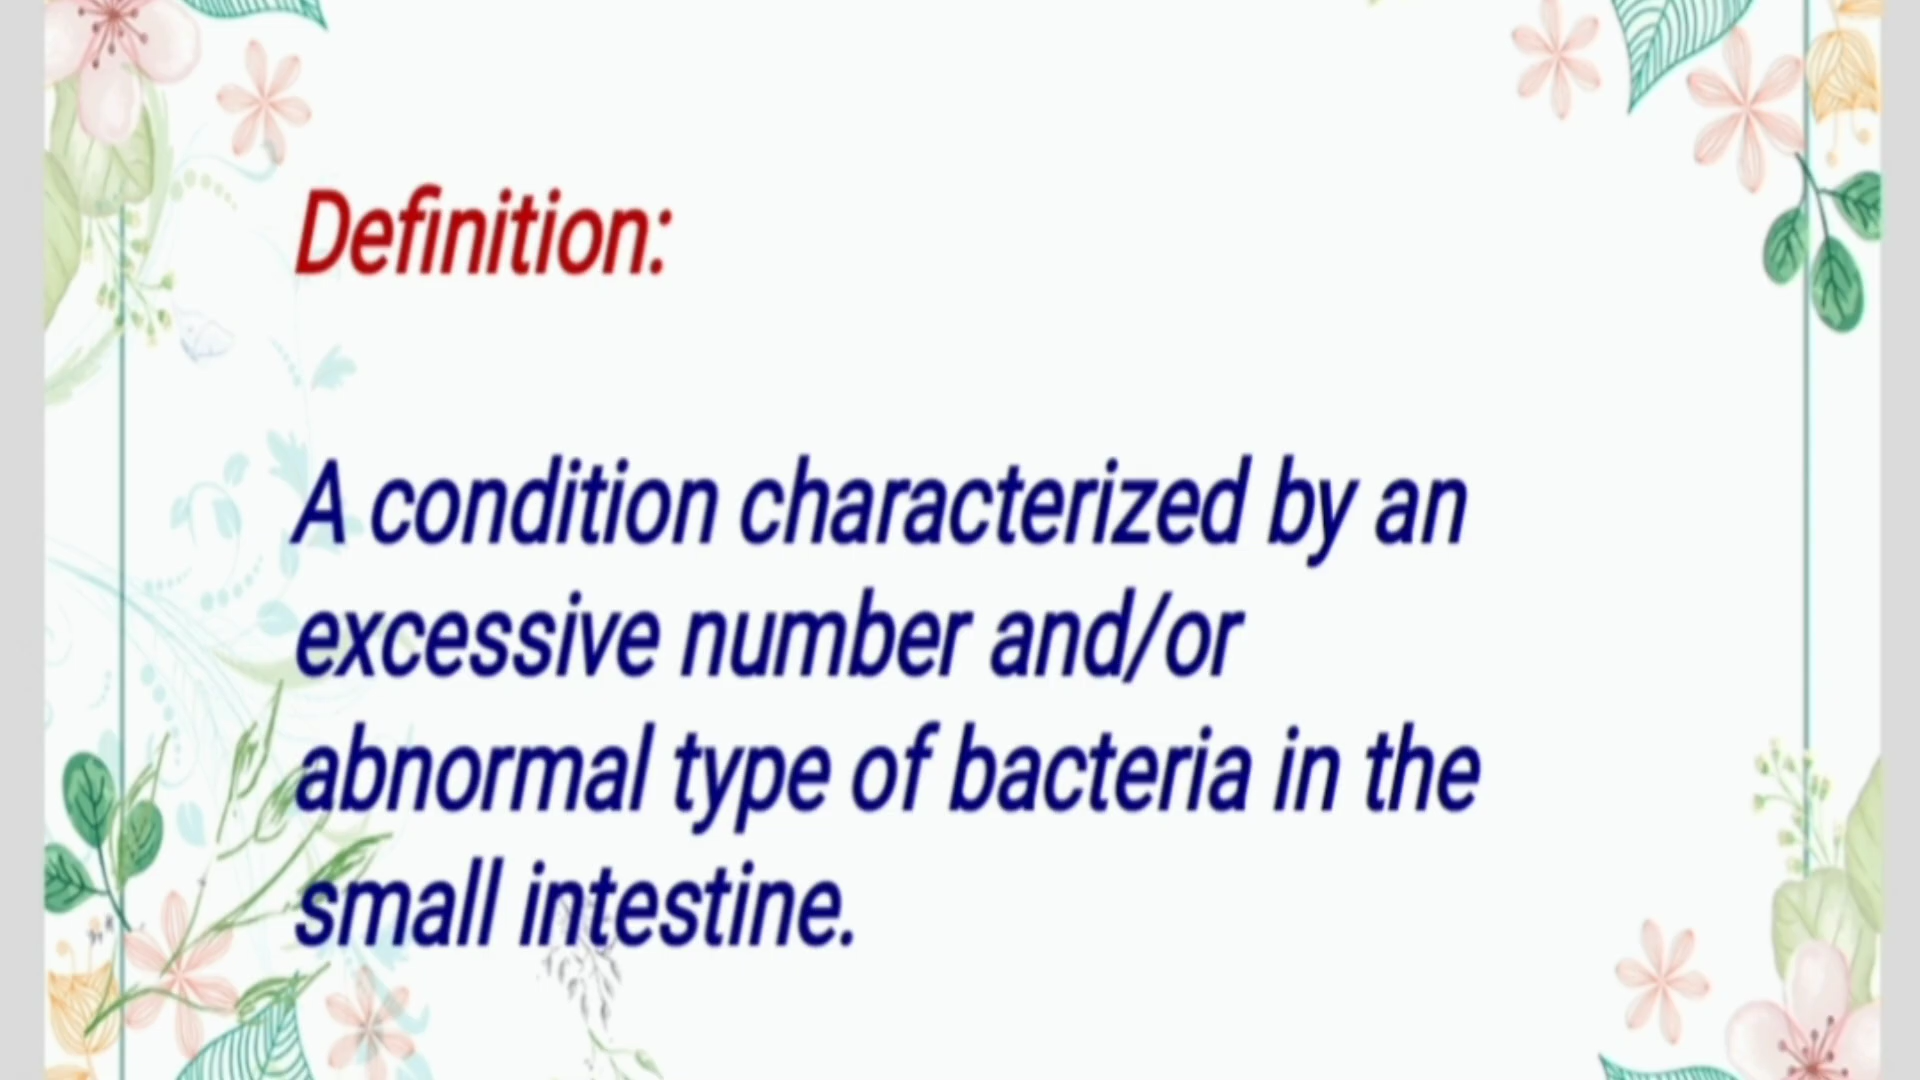 Definition:
A condition characterized by an
excessive number and/or
abnormal type of bacteria in the
small intestine.